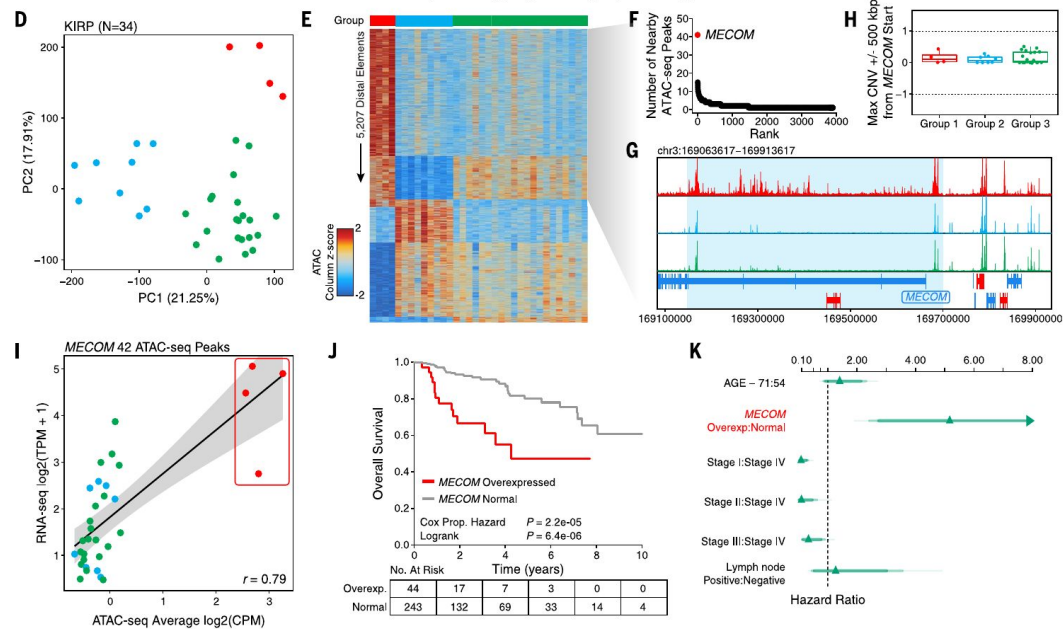 D
KIRP (N=34)
200
100
0
−100
PC2 (17.91%)
−200
−100
0
100
PC1 (21.25%)
E
Group
5,207 Distal Elements
ATAC
Column z-score
2
-2
F
Number of Nearby
ATAC-seq Peaks
50
40
30
20
10
0
MECOM
0
1000
2000
3000
4000
Rank
H
Max CNV +/- 500 kbp
from MECOM Start
1
0
−1
Group 1
Group 2
Group 3
G
chr3:169063617−169913617
MECOM
169100000
169300000
169500000
169700000
169900000
I
MECOM 42 ATAC-seq Peaks
RNA-seq log2(TPM + 1)
5
4
3
2
1
r = 0.79
0
1
2
3
ATAC-seq Average log2(CPM)
J
Overall Survival
1.0
0.8
0.6
0.4
0.2
0.0
MECOM Overexpressed
MECOM Normal
Cox Prop. Hazard P = 2.2e-05
Logrank P = 6.4e-06
0
2
4
6
8
10
No. At Risk
Time (years)
Overexp. 44 17 7 3 0 0
Normal 243 132 69 33 14 4
K
0.10 2.00 4.00 6.00 8.00
AGE − 71:54
MECOM
Overexp:Normal
Stage I:Stage IV
Stage II:Stage IV
Stage III:Stage IV
Lymph node
Positive:Negative
Hazard Ratio